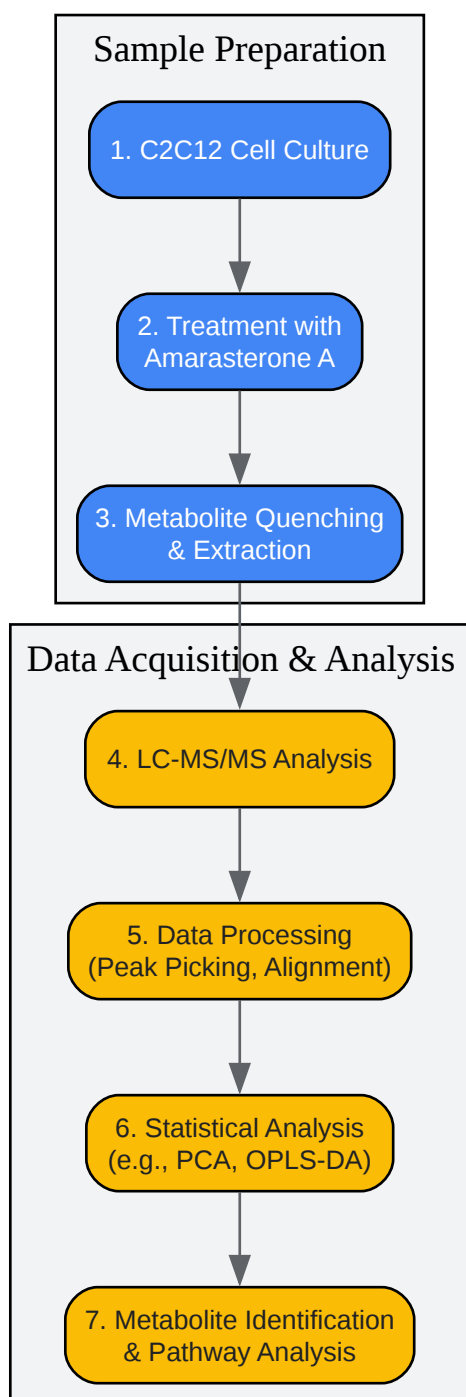 Sample Preparation
1. C2C12 Cell Culture
2. Treatment with
Amarasterone A
3. Metabolite Quenching
& Extraction
Data Acquisition & Analysis
4. LC-MS/MS Analysis
5. Data Processing
(Peak Picking, Alignment)
6. Statistical Analysis
(e.g., PCA, OPLS-DA)
7. Metabolite Identification
& Pathway Analysis